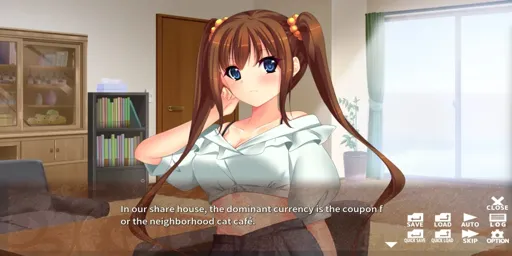 In our share house, the dominant currency is the coupon f
or the neighborhood cat café.
CLOSE
SAVE LOAD AUTO LOG
QUICK SAVE QUICK LOAD SKIP OPTION